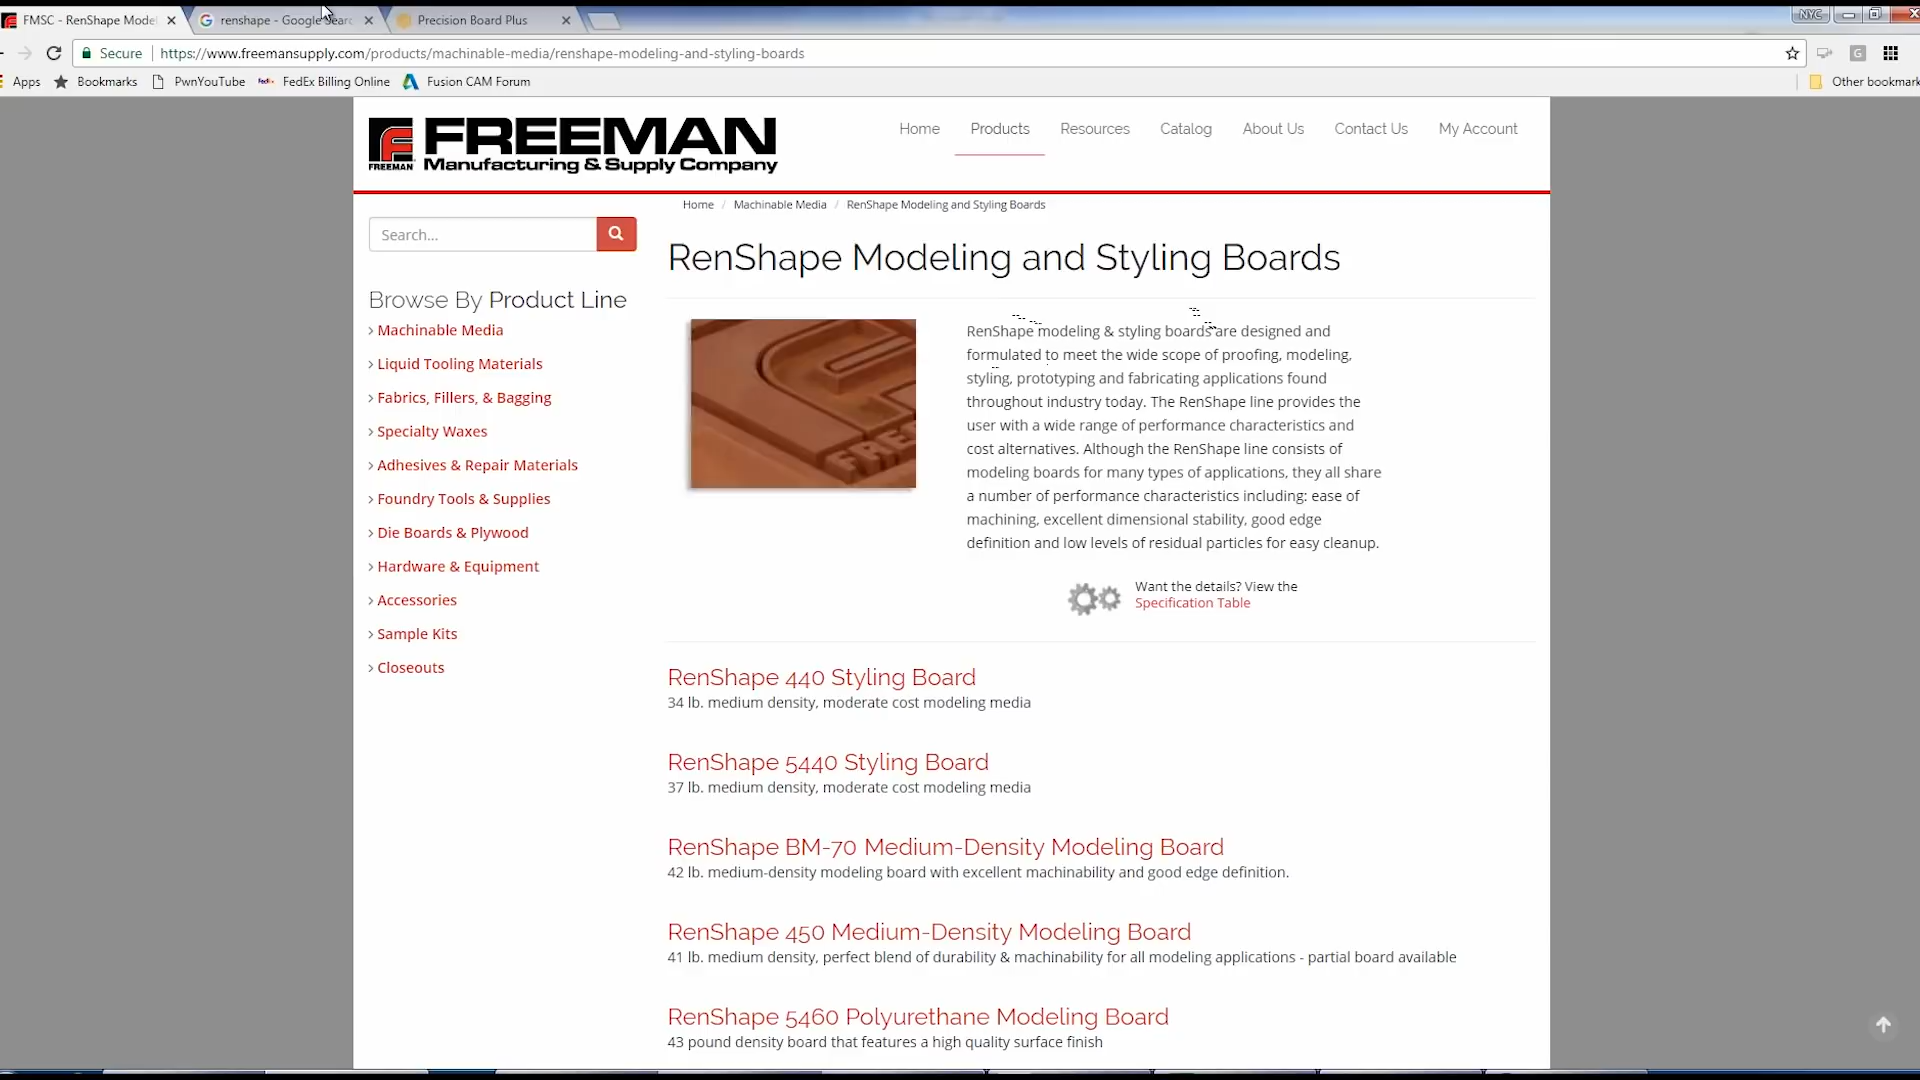 FMSC - RenShape Model
renshape - Google Searc
Precision Board Plus
NYC
Secure
https://www.freemansupply.com/products/machinable-media/renshape-modeling-and-styling-boards
Apps
Bookmarks
PwnYouTube
FedEx Billing Online
Fusion CAM Forum
Other bookmark
FREEMAN
Manufacturing & Supply Company
FREEMAN
Home
Products
Resources
Catalog
About Us
Contact Us
My Account
Home / Machinable Media / RenShape Modeling and Styling Boards
Search...
Browse By Product Line
Machinable Media
Liquid Tooling Materials
Fabrics, Fillers, & Bagging
Specialty Waxes
Adhesives & Repair Materials
Foundry Tools & Supplies
Die Boards & Plywood
Hardware & Equipment
Accessories
Sample Kits
Closeouts
RenShape Modeling and Styling Boards
FREE
RenShape modeling & styling boards are designed and
formulated to meet the wide scope of proofing, modeling,
styling, prototyping and fabricating applications found
throughout industry today. The RenShape line provides the
user with a wide range of performance characteristics and
cost alternatives. Although the RenShape line consists of
modeling boards for many types of applications, they all share
a number of performance characteristics including: ease of
machining, excellent dimensional stability, good edge
definition and low levels of residual particles for easy cleanup.
Want the details? View the
Specification Table
RenShape 440 Styling Board
34 lb. medium density, moderate cost modeling media
RenShape 5440 Styling Board
37 lb. medium density, moderate cost modeling media
RenShape BM-70 Medium-Density Modeling Board
42 lb. medium-density modeling board with excellent machinability and good edge definition.
RenShape 450 Medium-Density Modeling Board
41 lb. medium density, perfect blend of durability & machinability for all modeling applications - partial board available
RenShape 5460 Polyurethane Modeling Board
43 pound density board that features a high quality surface finish